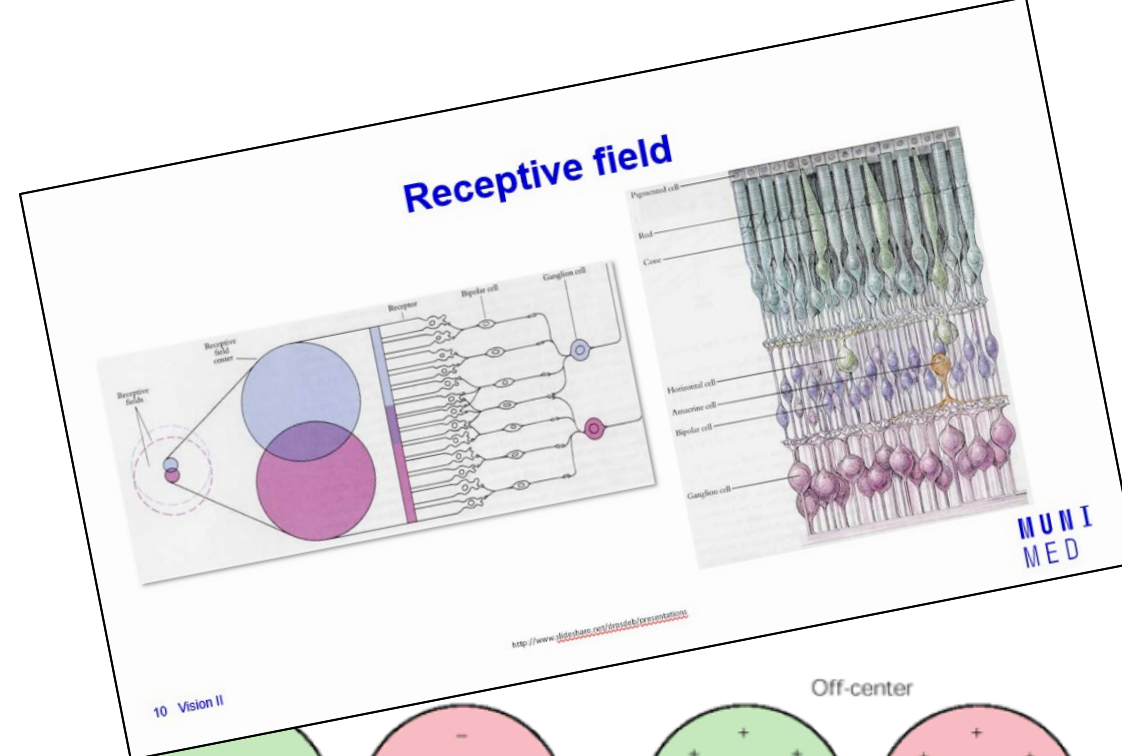 Receptive field
Pigmented cell
Rod
Cone
Horizontal cell
Amacrine cell
Bipolar cell
Ganglion cell
Ganglion cell
Bipolar cell
Receptor
Receptive
field
center
Receptive
fields
MUNI
MED
http://www.slideshare.net/drpsdeb/presentations
10 Vision II
Off-center
−
+
+
+
+
+
+